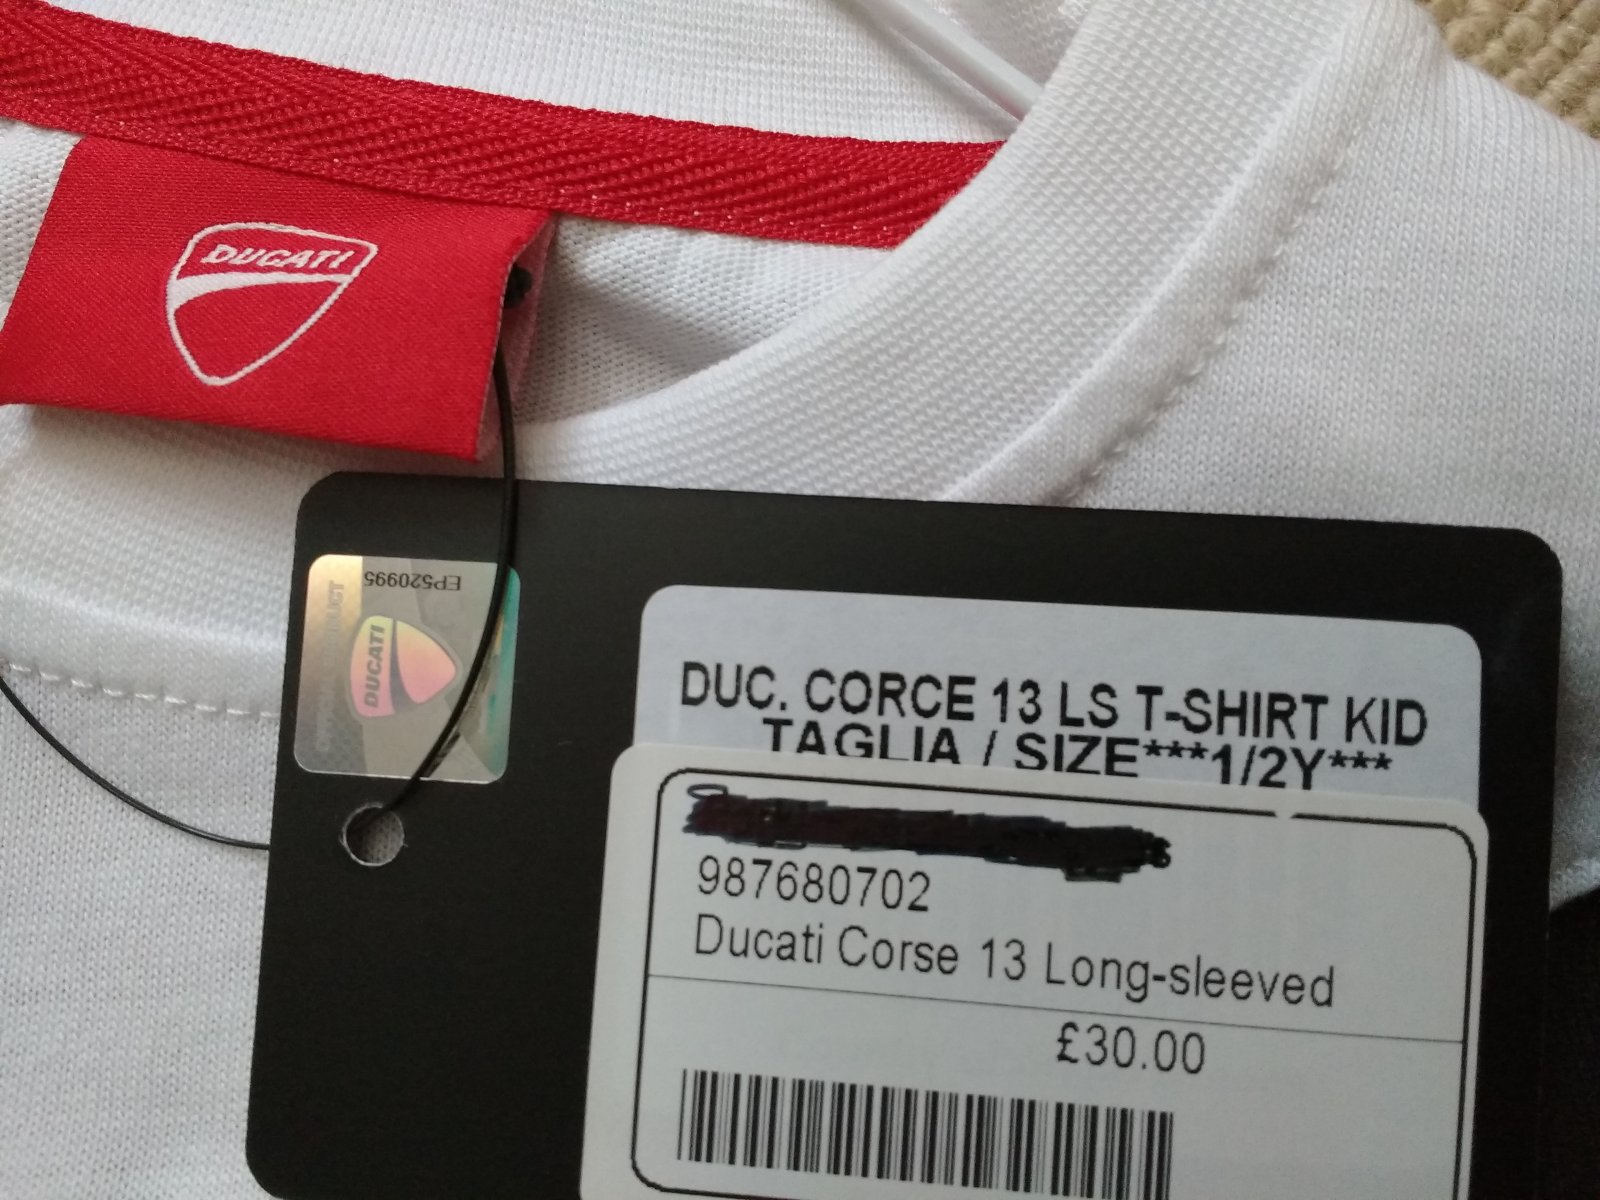 DUCATI
EP520995
DUCATI
DUC. CORCE 13 LS T-SHIRT KID
TAGLIA / SIZE***1/2Y***
987680702
Ducati Corse 13 Long-sleeved
£30.00